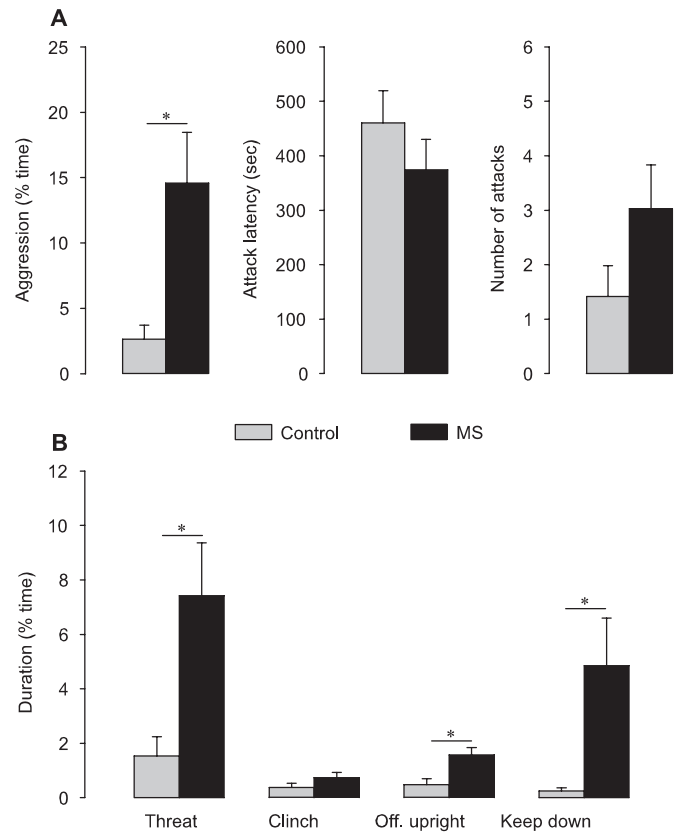 A
25
20
15
10
5
0
Aggression (% time)
*
600
500
400
300
200
100
0
Attack latency (sec)
6
5
4
3
2
1
0
Number of attacks
Control
MS
B
12
10
8
6
4
2
0
Duration (% time)
*
*
*
Threat
Clinch
Off. upright
Keep down